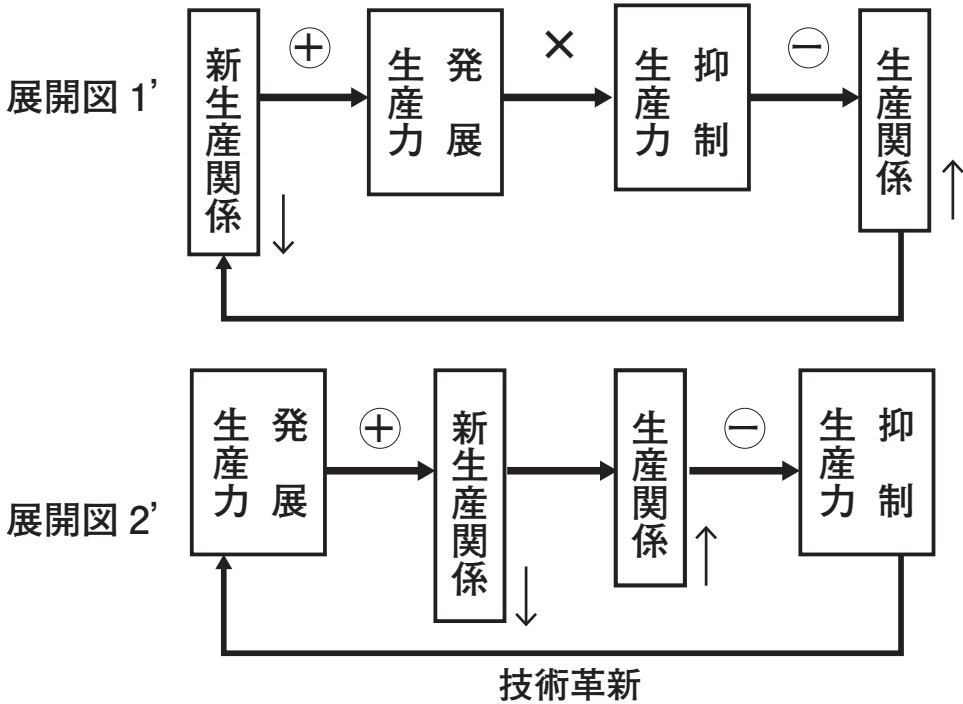 展開図 1’
新生産関係
↓
⊕
発展
生産力
×
抑制
生産力
⊖
生産関係
↑
展開図 2’
発展
生産力
⊕
新生産関係
↓
生産関係
↑
⊖
抑制
生産力
技術革新